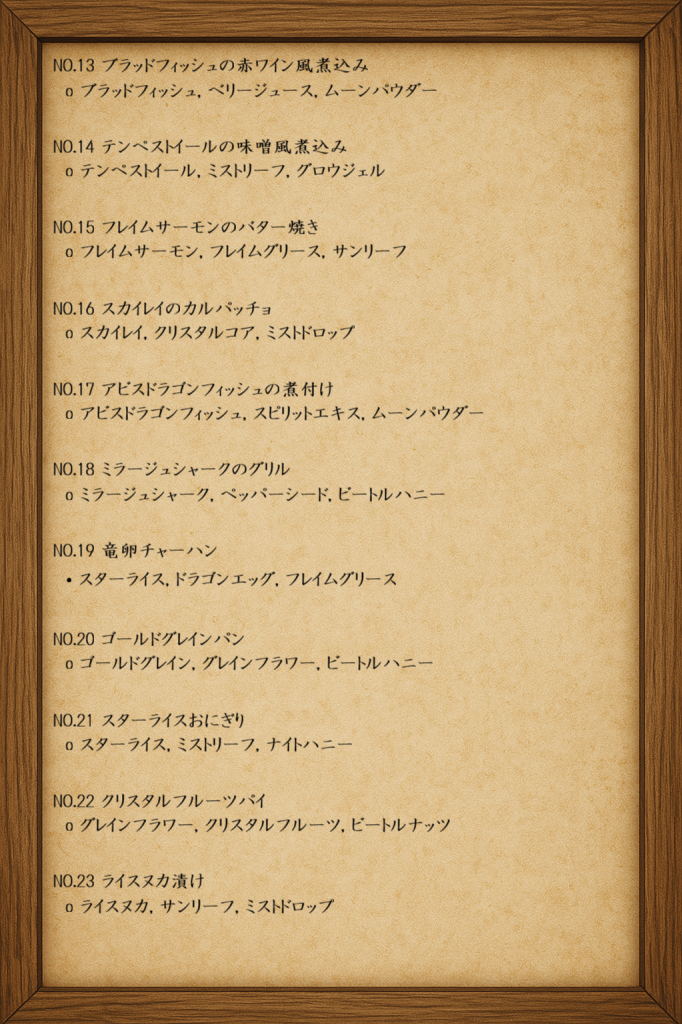 NO.13 ブラッドフィッシュの赤ワイン風煮込み
o ブラッドフィッシュ, ベリージュース, ムーンパウダー
NO.14 テンペストイールの味噌風煮込み
o テンペストイール, ミストリーフ, グロウジェル
NO.15 フレイムサーモンのバター焼き
o フレイムサーモン, フレイムグリース, サンリーフ
NO.16 スカイレイのカルパッチョ
o スカイレイ, クリスタルコア, ミストドロップ
NO.17 アビスドラゴンフィッシュの煮付け
o アビスドラゴンフィッシュ, スピリットエキス, ムーンパウダー
NO.18 ミラージュシャークのグリル
o ミラージュシャーク, ペッパーシード, ビートルハニー
NO.19 竜卵チャーハン
• スターライス, ドラゴンエッグ, フレイムグリース
NO.20 ゴールドグレインパン
o ゴールドグレイン, グレインフラワー, ビートルハニー
NO.21 スターライスおにぎり
o スターライス, ミストリーフ, ナイトハニー
NO.22 クリスタルフルーツパイ
o グレインフラワー, クリスタルフルーツ, ビートルナッツ
NO.23 ライスヌカ漬け
o ライスヌカ, サンリーフ, ミストドロップ